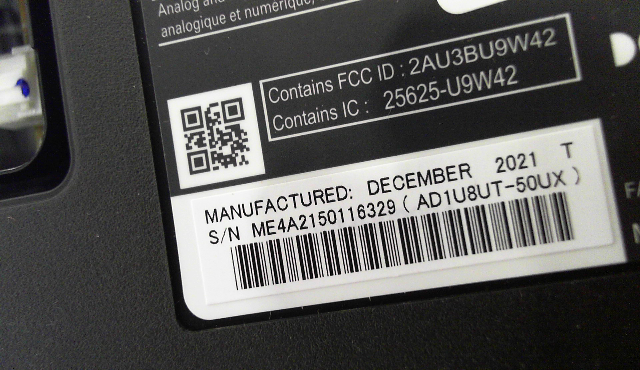 Analog and
analogique et numérique,
Contains FCC ID : 2AU3BU9W42
Contains IC : 25625-U9W42
MANUFACTURED: DECEMBER 2021 T
S/N ME4A2150116329 ( AD1U8UT-50UX )